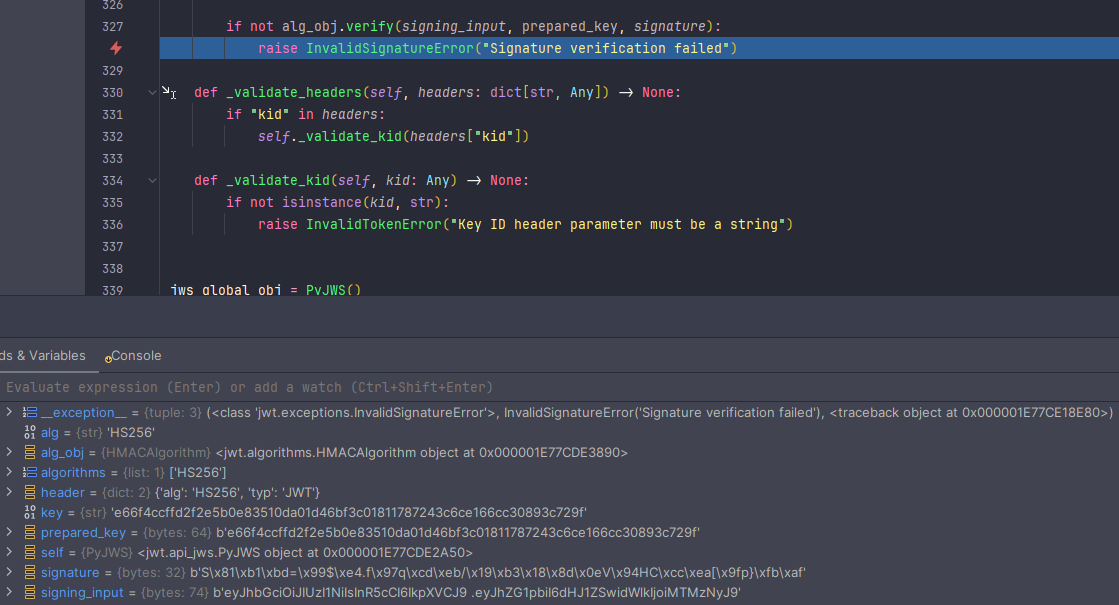 326
327 if not alg_obj.verify(signing_input, prepared_key, signature):
raise InvalidSignatureError("Signature verification failed")
329
330 def _validate_headers(self, headers: dict[str, Any]) → None:
331 if "kid" in headers:
332 self._validate_kid(headers["kid"])
333
334 def _validate_kid(self, kid: Any) → None:
335 if not isinstance(kid, str):
336 raise InvalidTokenError("Key ID header parameter must be a string")
337
338
339 jws_global_obj = PyJWS()
ds & Variables Console
Evaluate expression (Enter) or add a watch (Ctrl+Shift+Enter)
__exception__ = {tuple: 3} (<class 'jwt.exceptions.InvalidSignatureError'>, InvalidSignatureError('Signature verification failed'), <traceback object at 0x000001E77CE18E80>)
alg = {str} 'HS256'
alg_obj = {HMACAlgorithm} <jwt.algorithms.HMACAlgorithm object at 0x000001E77CDE3890>
algorithms = {list: 1} ['HS256']
header = {dict: 2} {'alg': 'HS256', 'typ': 'JWT'}
key = {str} 'e66f4ccffd2f2e5b0e83510da01d46bf3c01811787243c6ce166cc30893c729f'
prepared_key = {bytes: 64} b'e66f4ccffd2f2e5b0e83510da01d46bf3c01811787243c6ce166cc30893c729f'
self = {PyJWS} <jwt.api_jws.PyJWS object at 0x000001E77CDE2A50>
signature = {bytes: 32} b'S\x81\xb1\xbd=\x99$\xe4.f\x97q\xcd\xeb/\x19\xb3\x18\x8d\x0eV\x94HC\xcc\xea[\x9fp}\xfb\xaf'
signing_input = {bytes: 74} b'eyJhbGciOiJIUzI1NiIsInR5cCI6IkpXVCJ9 .eyJhZG1pbiI6dHJ1ZSwidWlkIjoiMTMzNyJ9'